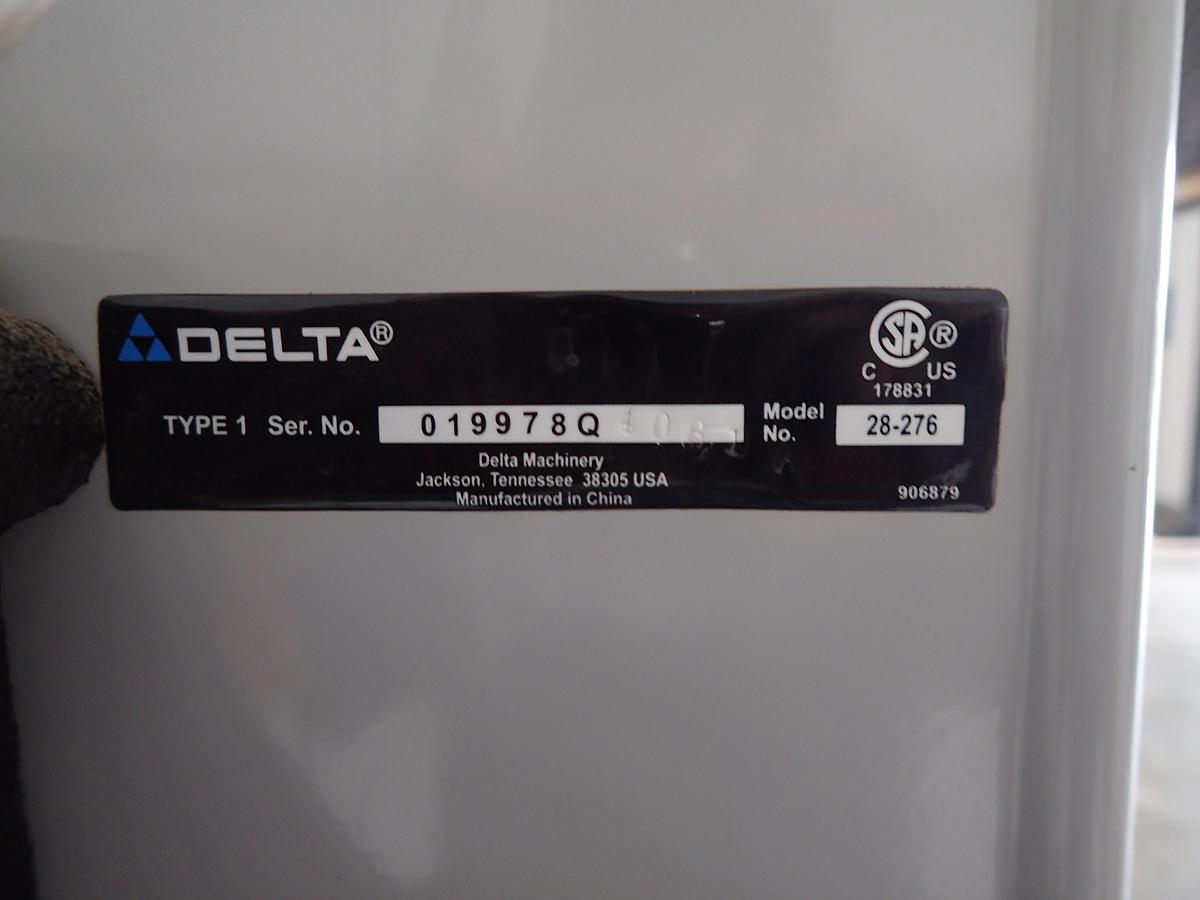 DELTA®
CSA ®
C US
178831
TYPE 1 Ser. No. 019978Q Model No. 28-276
Delta Machinery
Jackson, Tennessee 38305 USA
Manufactured in China
906879